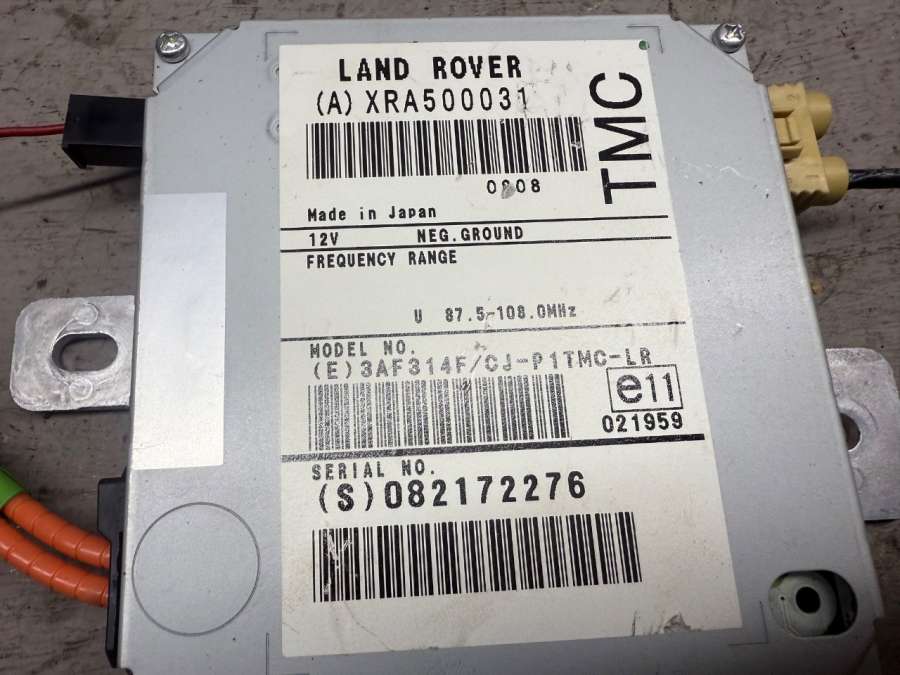 LAND ROVER
(A) XRA500031
TMC
0808
Made in Japan
12V NEG.GROUND
FREQUENCY RANGE
U 87.5-108.0MHz
MODEL NO.
(E)3AF314F/CJ-P1TMC-LR
e11
021959
SERIAL NO.
(S)082172276